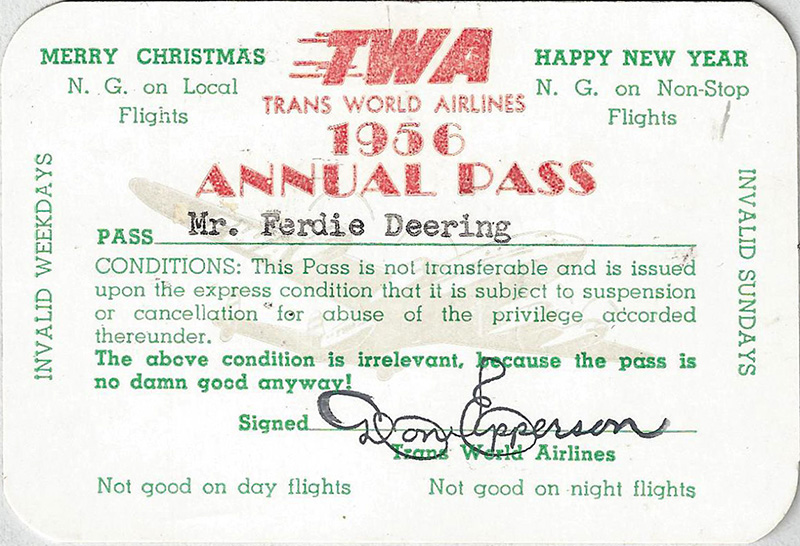 MERRY CHRISTMAS
N. G. on Local
Flights
TWA
TRANS WORLD AIRLINES
HAPPY NEW YEAR
N. G. on Non-Stop
Flights
1956
ANNUAL PASS
INVALID WEEKDAYS
INVALID SUNDAYS
PASS Mr. Ferdie Deering
CONDITIONS: This Pass is not transferable and is issued
upon the express condition that it is subject to suspension
or cancellation for abuse of the privilege accorded
thereunder.
The above condition is irrelevant, because the pass is
no damn good anyway!
Signed Don Epperson
Trans World Airlines
Not good on day flights
Not good on night flights